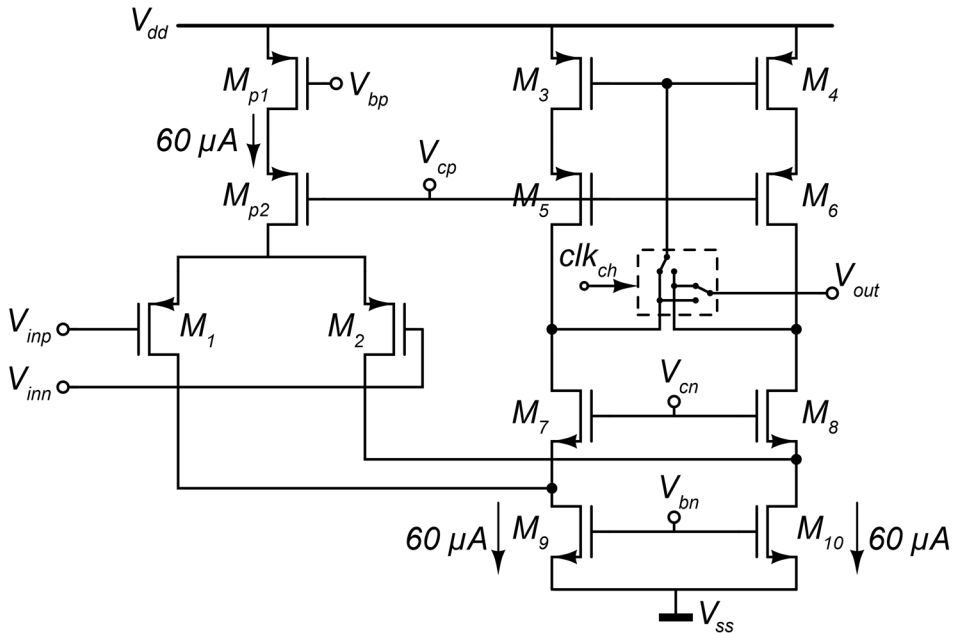 Vdd
Mp1
Vbp
M3
M4
60 µA
Vcp
Mp2
M5
M6
clkch
Vout
Vinp
M1
M2
Vinn
Vcn
M7
M8
Vbn
60 µA
M9
M10
60 µA
Vss